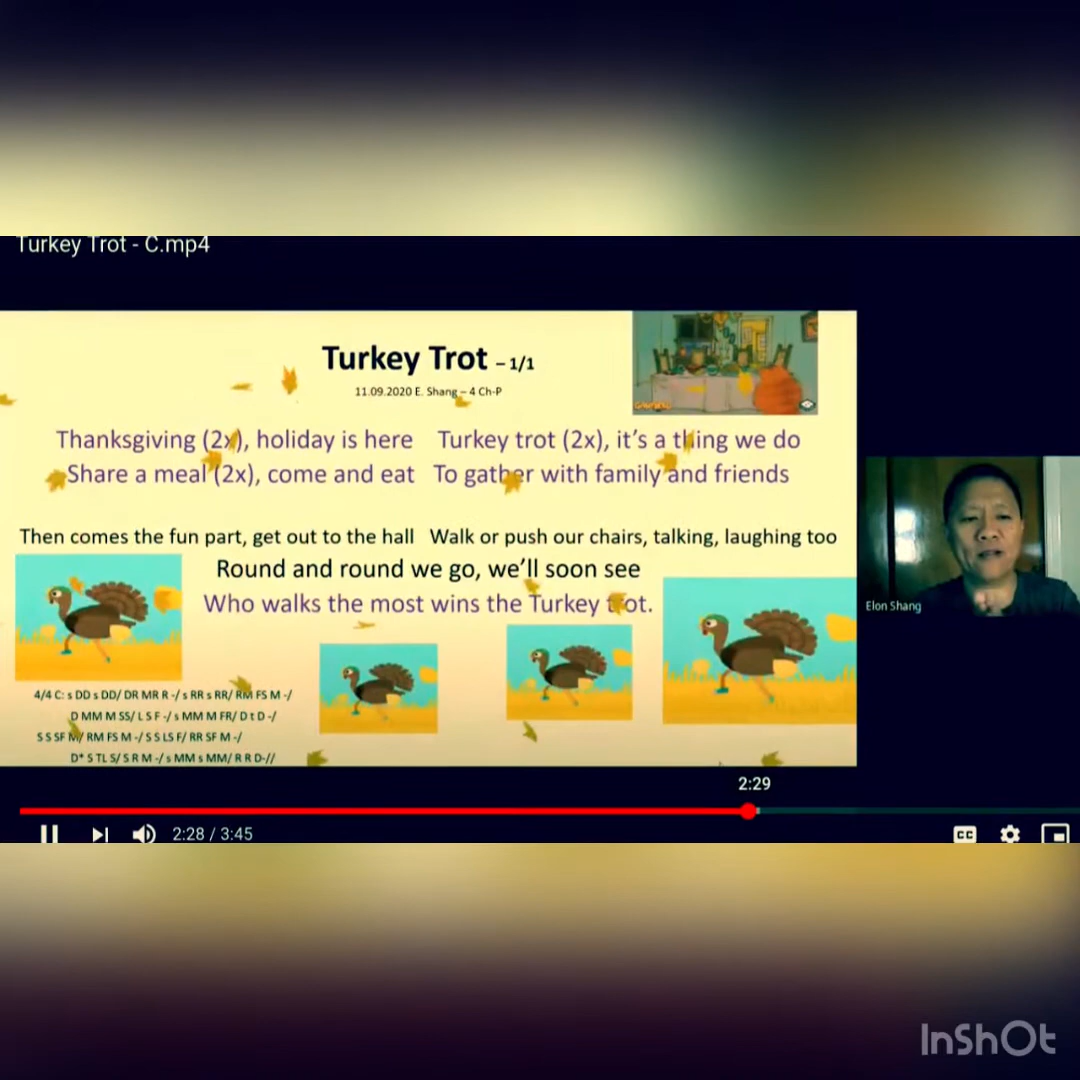 Turkey Trot - C.mp4
Turkey Trot – 1/1
11.09.2020 E. Shang – 4 Ch-P
Thanksgiving (2x), holiday is here Turkey trot (2x), it's a thing we do
Share a meal (2x), come and eat To gather with family and friends
Then comes the fun part, get out to the hall Walk or push our chairs, talking, laughing too
Round and round we go, we'll soon see
Who walks the most wins the Turkey trot.
Elon Shang
4/4 C: s DD s DD/ DR MR R -/ s RR s RR/ RM FS M -/
D MM M SS/ L S F -/ s MM M FR/ D t D -/
S S SF M/ RM FS M -/ S S LS F/ RR SF M -/
D* S TL S/ S R M -/ s MM s MM/ R R D-//
2:29
2:28 / 3:45
CC
InShOt